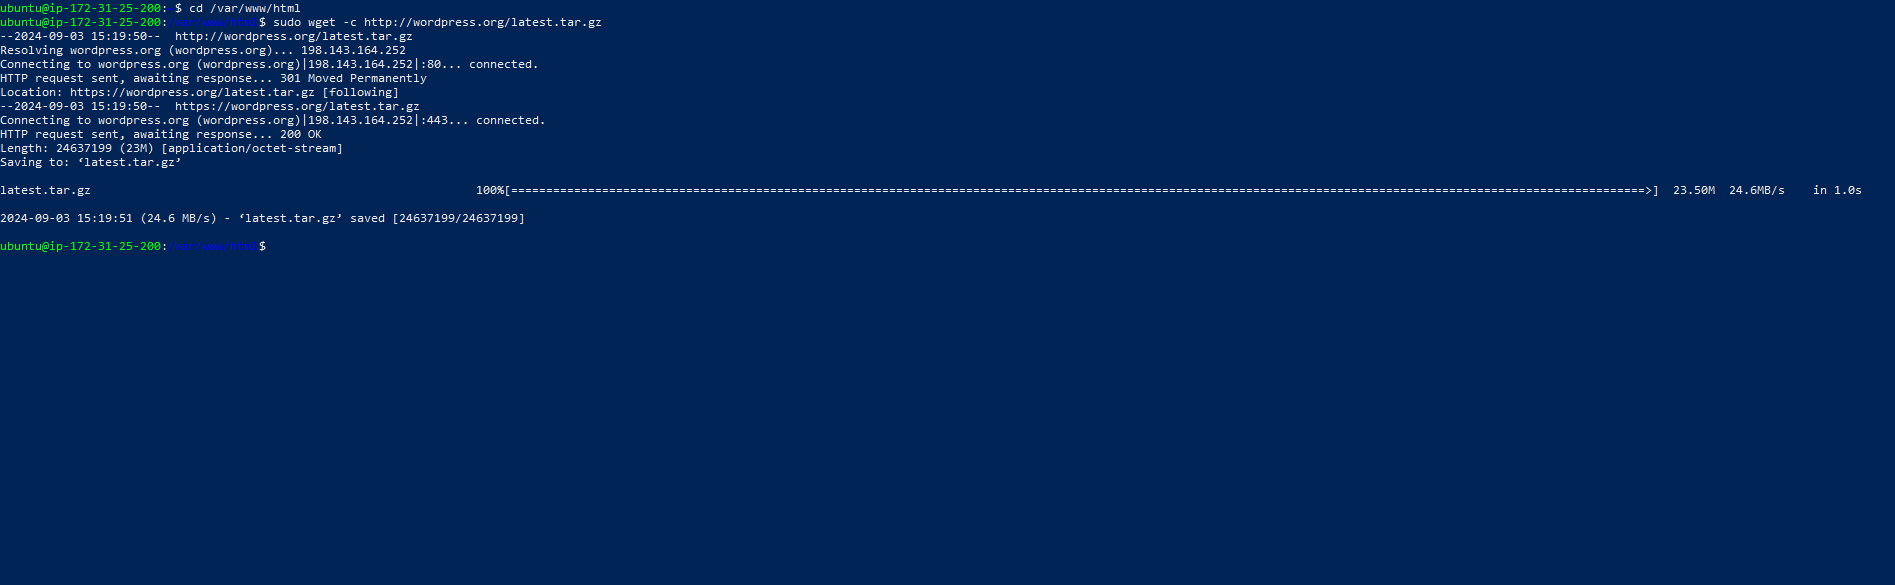 ubuntu@ip-172-31-25-200:~$ cd /var/www/html
ubuntu@ip-172-31-25-200:/var/www/html$ sudo wget -c http://wordpress.org/latest.tar.gz
--2024-09-03 15:19:50--  http://wordpress.org/latest.tar.gz
Resolving wordpress.org (wordpress.org)... 198.143.164.252
Connecting to wordpress.org (wordpress.org)|198.143.164.252|:80... connected.
HTTP request sent, awaiting response... 301 Moved Permanently
Location: https://wordpress.org/latest.tar.gz [following]
--2024-09-03 15:19:50--  https://wordpress.org/latest.tar.gz
Connecting to wordpress.org (wordpress.org)|198.143.164.252|:443... connected.
HTTP request sent, awaiting response... 200 OK
Length: 24637199 (23M) [application/octet-stream]
Saving to: ‘latest.tar.gz’
latest.tar.gz 100%[==================================================>] 23.50M 24.6MB/s in 1.0s
2024-09-03 15:19:51 (24.6 MB/s) - ‘latest.tar.gz’ saved [24637199/24637199]
ubuntu@ip-172-31-25-200:/var/www/html$